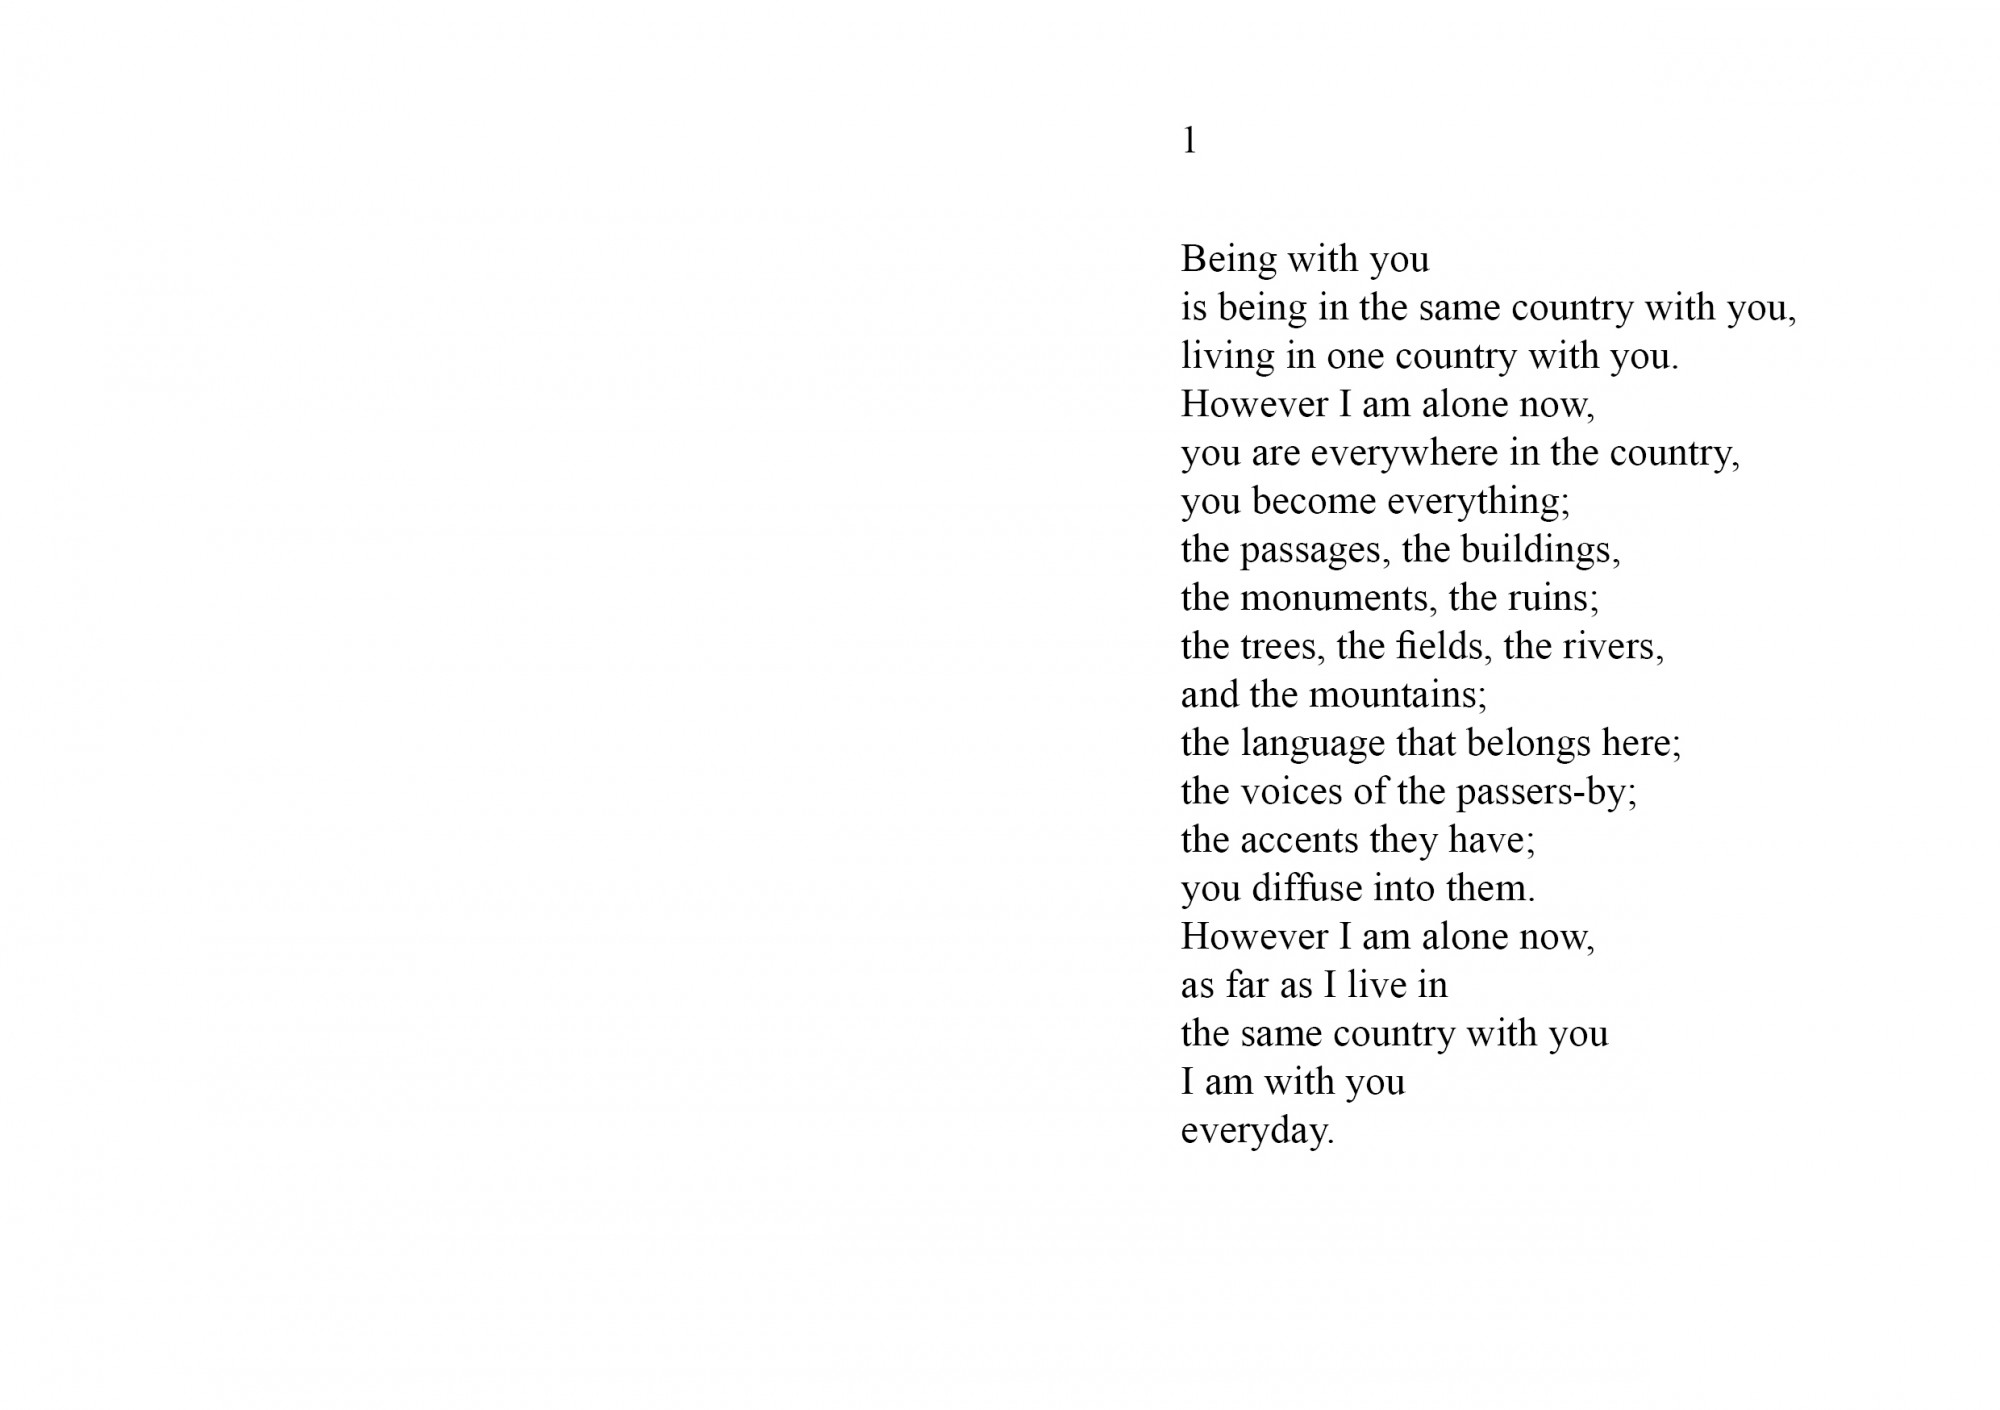 1
Being with you
is being in the same country with you,
living in one country with you.
However I am alone now,
you are everywhere in the country,
you become everything;
the passages, the buildings,
the monuments, the ruins;
the trees, the fields, the rivers,
and the mountains;
the language that belongs here;
the voices of the passers-by;
the accents they have;
you diffuse into them.
However I am alone now,
as far as I live in
the same country with you
I am with you
everyday.